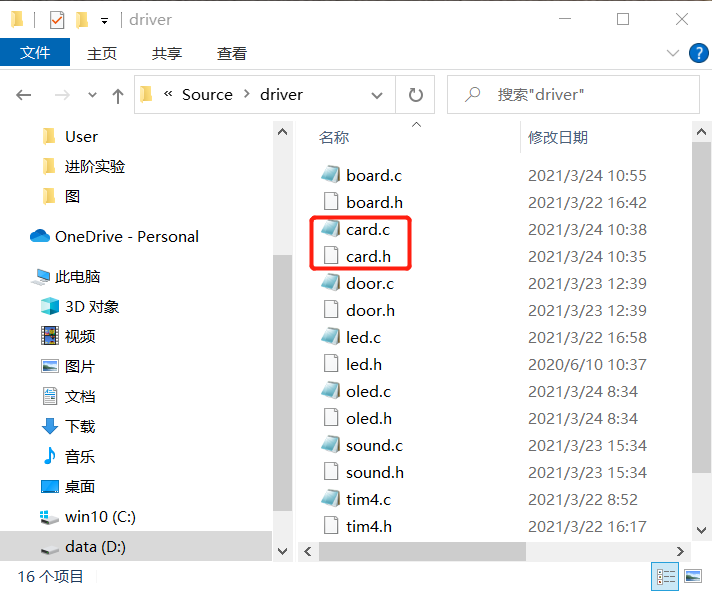 driver
文件 主页 共享 查看 ?
« Source › driver 搜索"driver"
User
进阶实验
图
OneDrive - Personal
此电脑
3D 对象
视频
图片
文档
下载
音乐
桌面
win10 (C:)
data (D:)
名称 修改日期
board.c 2021/3/24 10:55
board.h 2021/3/22 16:42
card.c 2021/3/24 10:38
card.h 2021/3/24 10:35
door.c 2021/3/23 12:39
door.h 2021/3/23 12:39
led.c 2021/3/22 16:58
led.h 2020/6/10 10:37
oled.c 2021/3/24 8:34
oled.h 2021/3/24 8:34
sound.c 2021/3/23 15:34
sound.h 2021/3/23 15:34
tim4.c 2021/3/22 8:52
tim4.h 2021/3/22 16:17
16 个项目